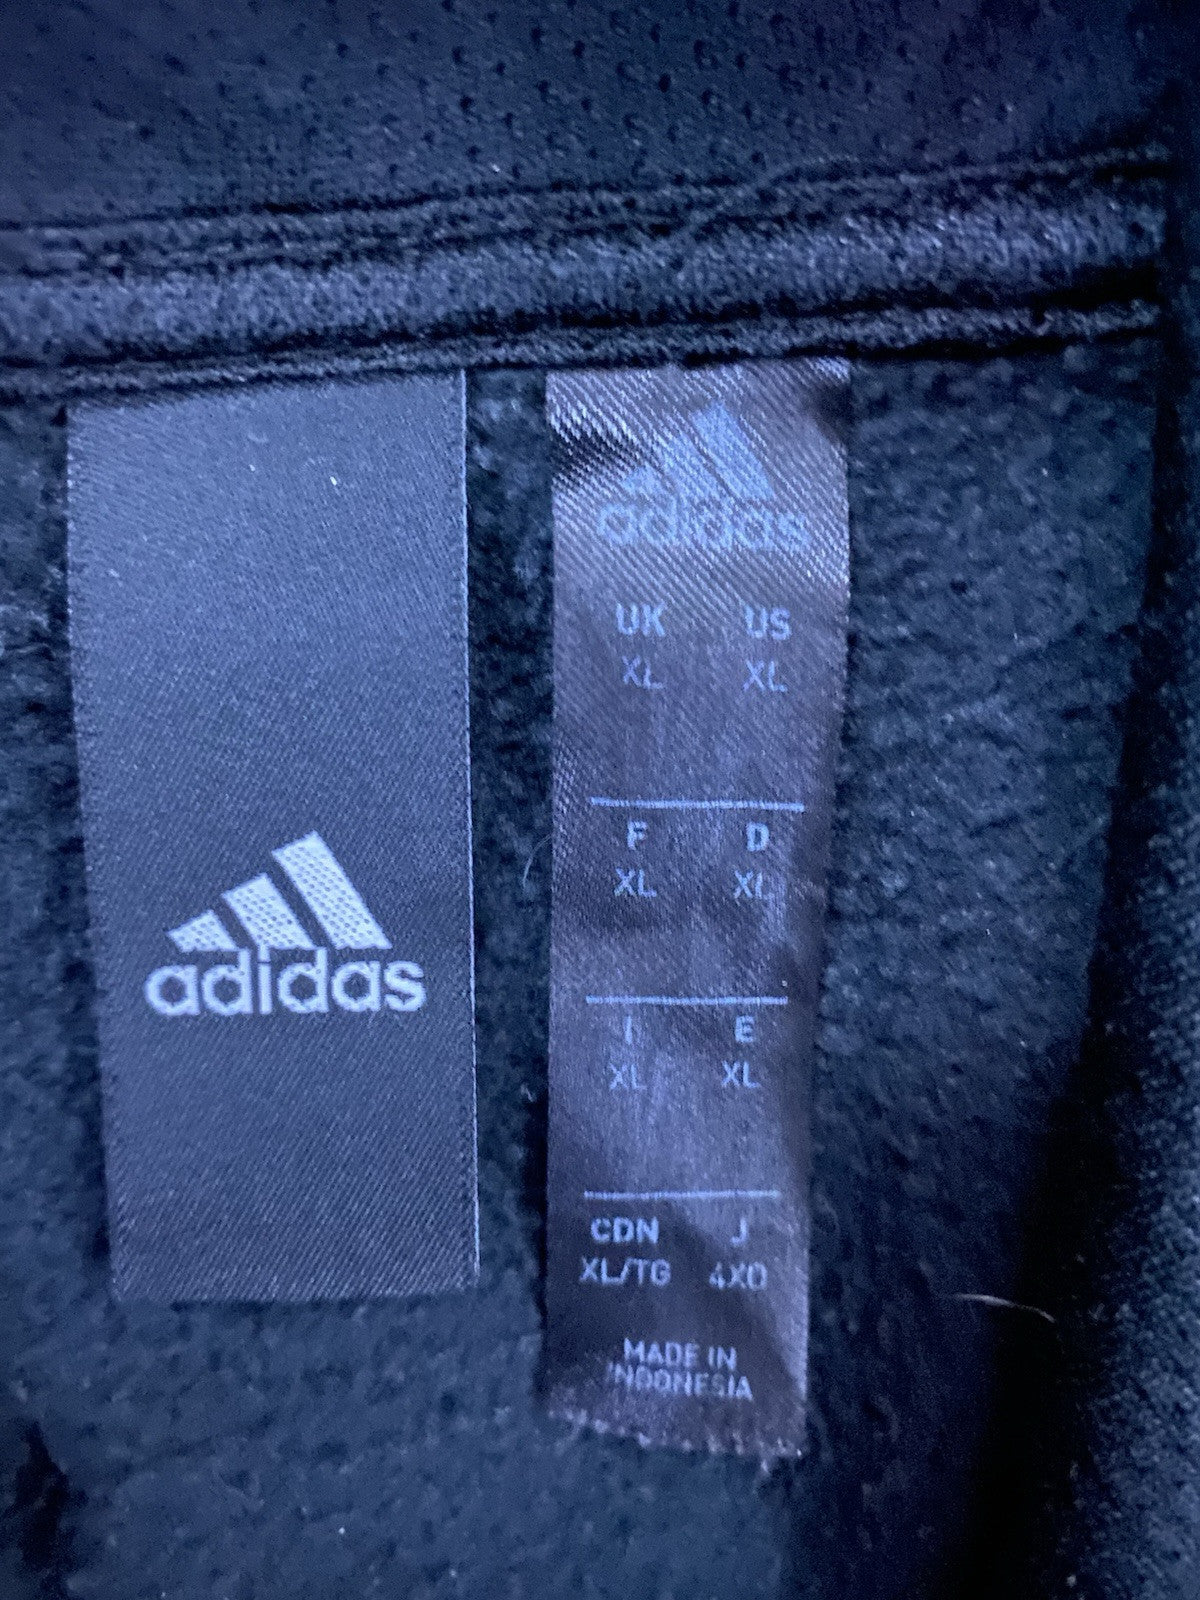 adidas
adidas
UK US
XL XL
F D
XL XL
I E
XL XL
CDN J
XL/TG 4XO
MADE IN
INDONESIA